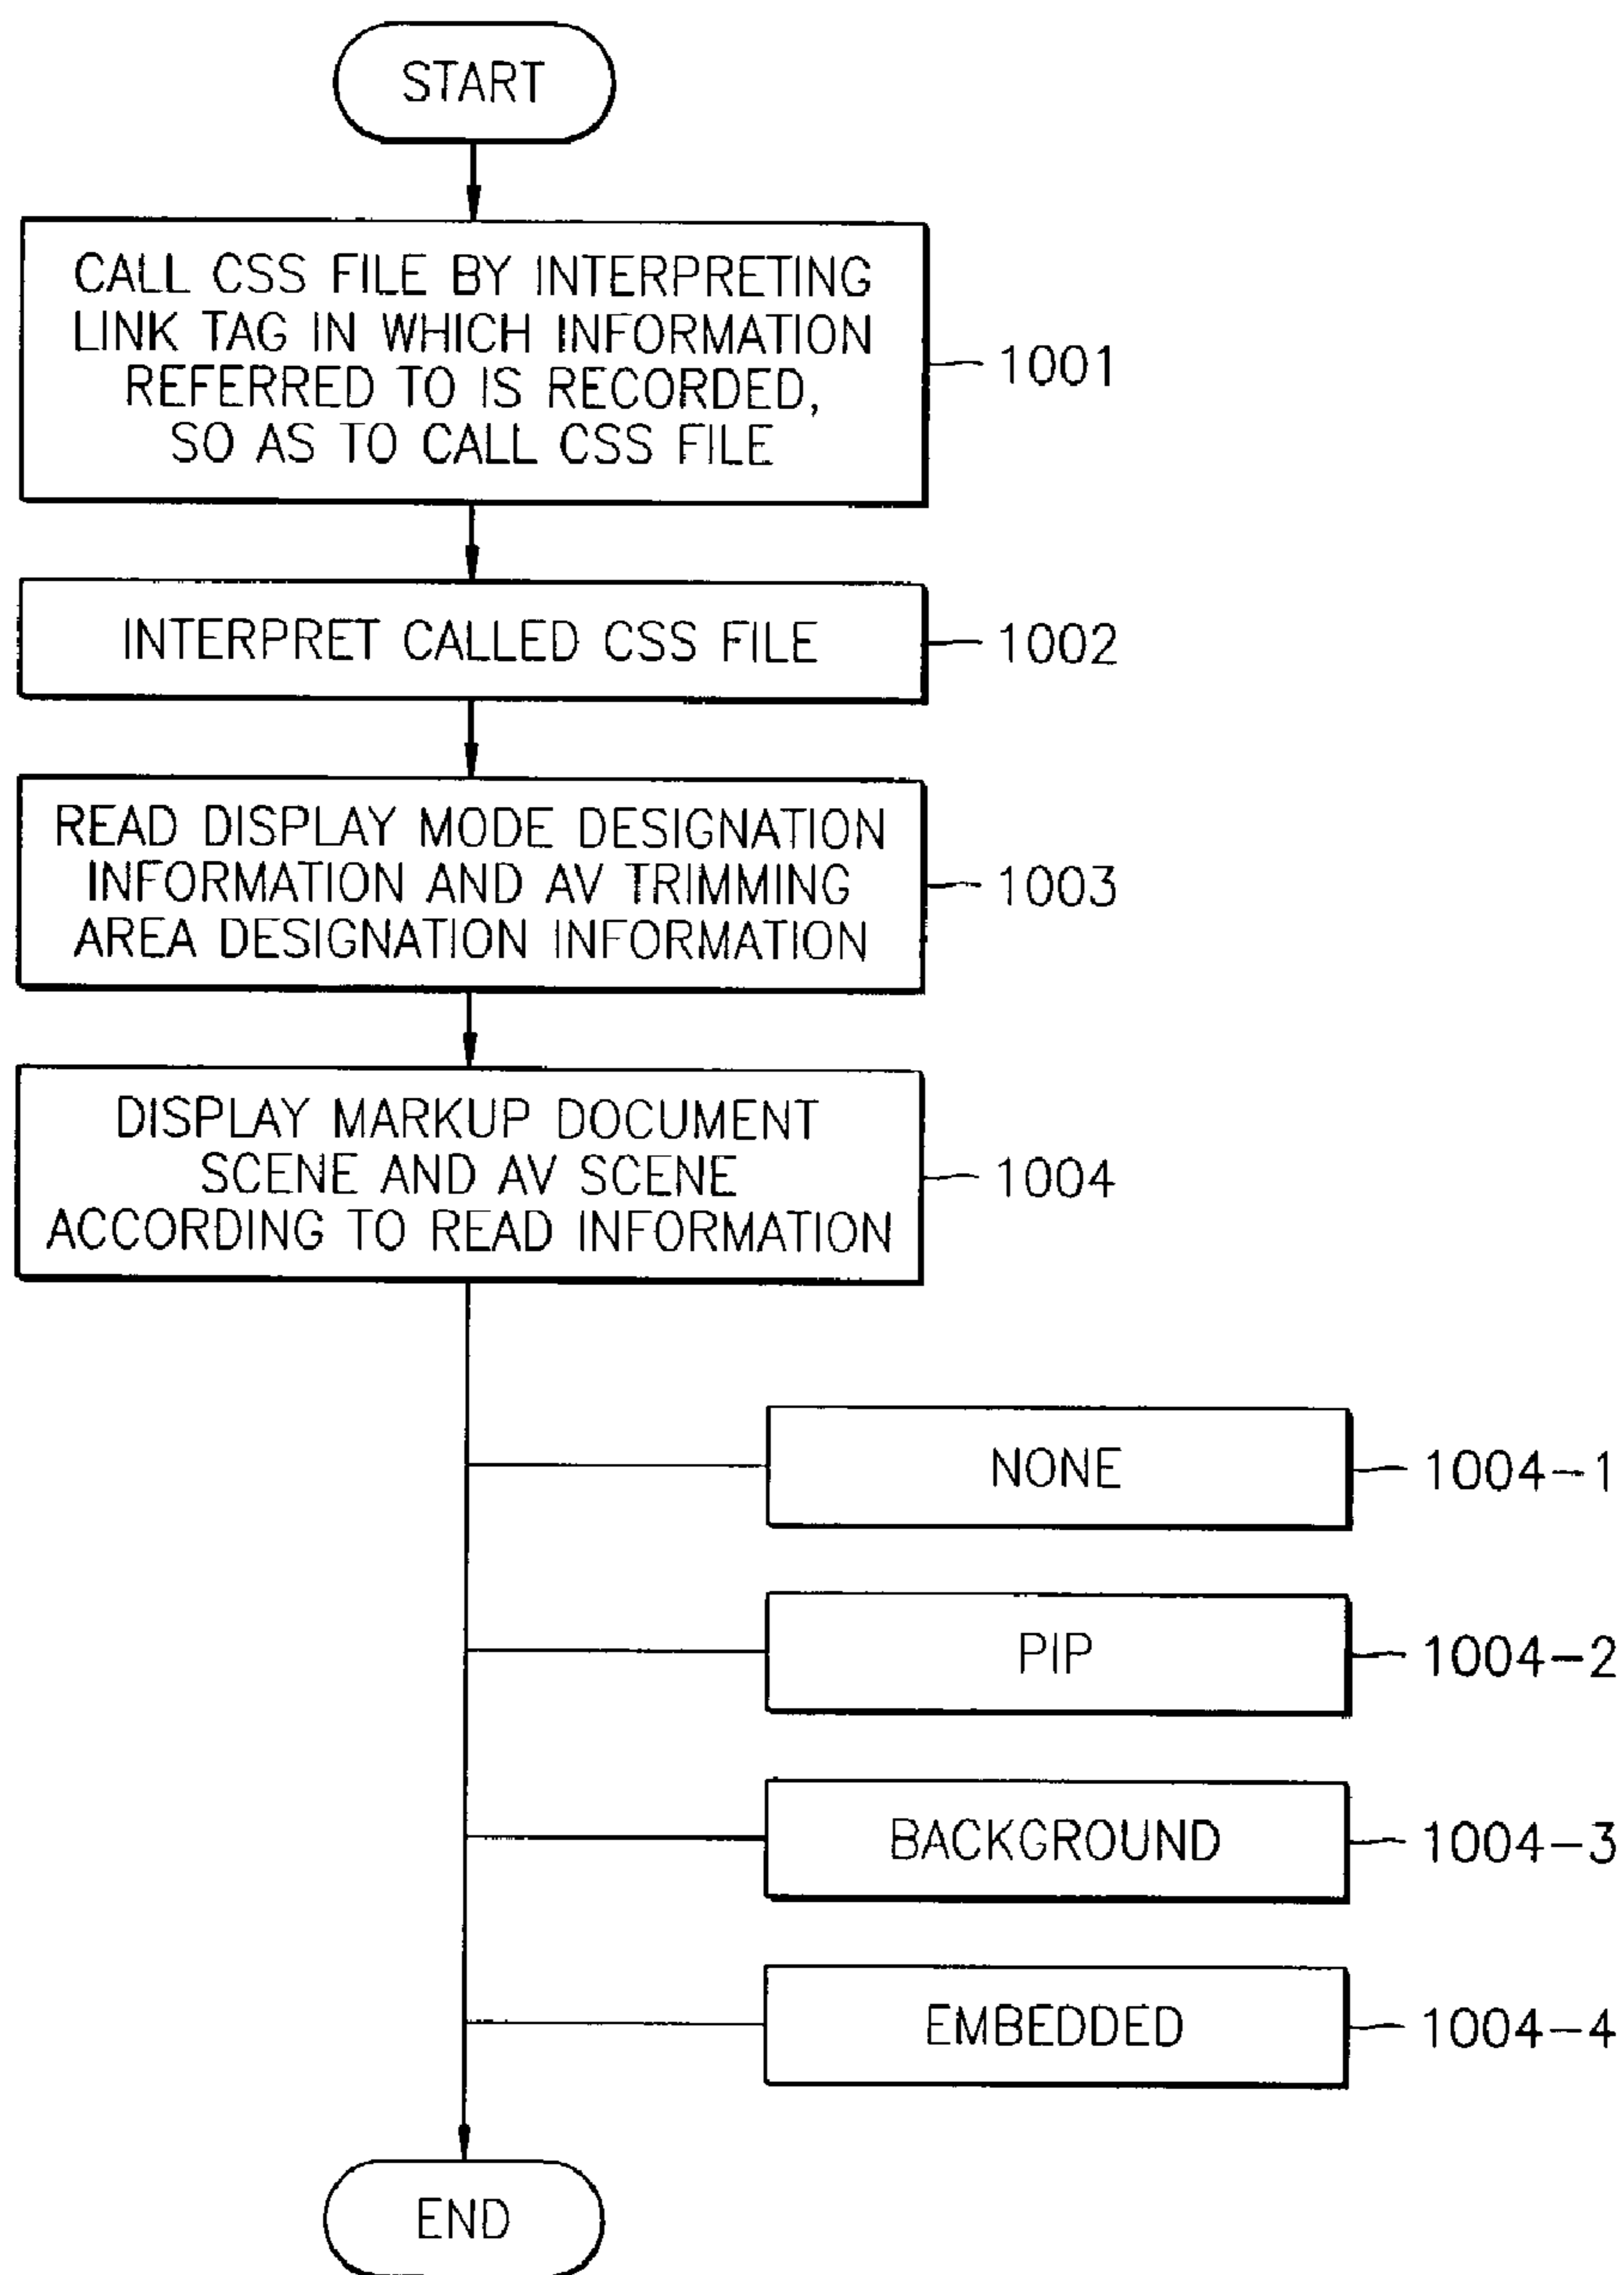 START
CALL CSS FILE BY INTERPRETING
LINK TAG IN WHICH INFORMATION
REFERRED TO IS RECORDED,
SO AS TO CALL CSS FILE
1001
INTERPRET CALLED CSS FILE
1002
READ DISPLAY MODE DESIGNATION
INFORMATION AND AV TRIMMING
AREA DESIGNATION INFORMATION
1003
DISPLAY MARKUP DOCUMENT
SCENE AND AV SCENE
ACCORDING TO READ INFORMATION
1004
NONE
1004-1
PIP
1004-2
BACKGROUND
1004-3
EMBEDDED
1004-4
END